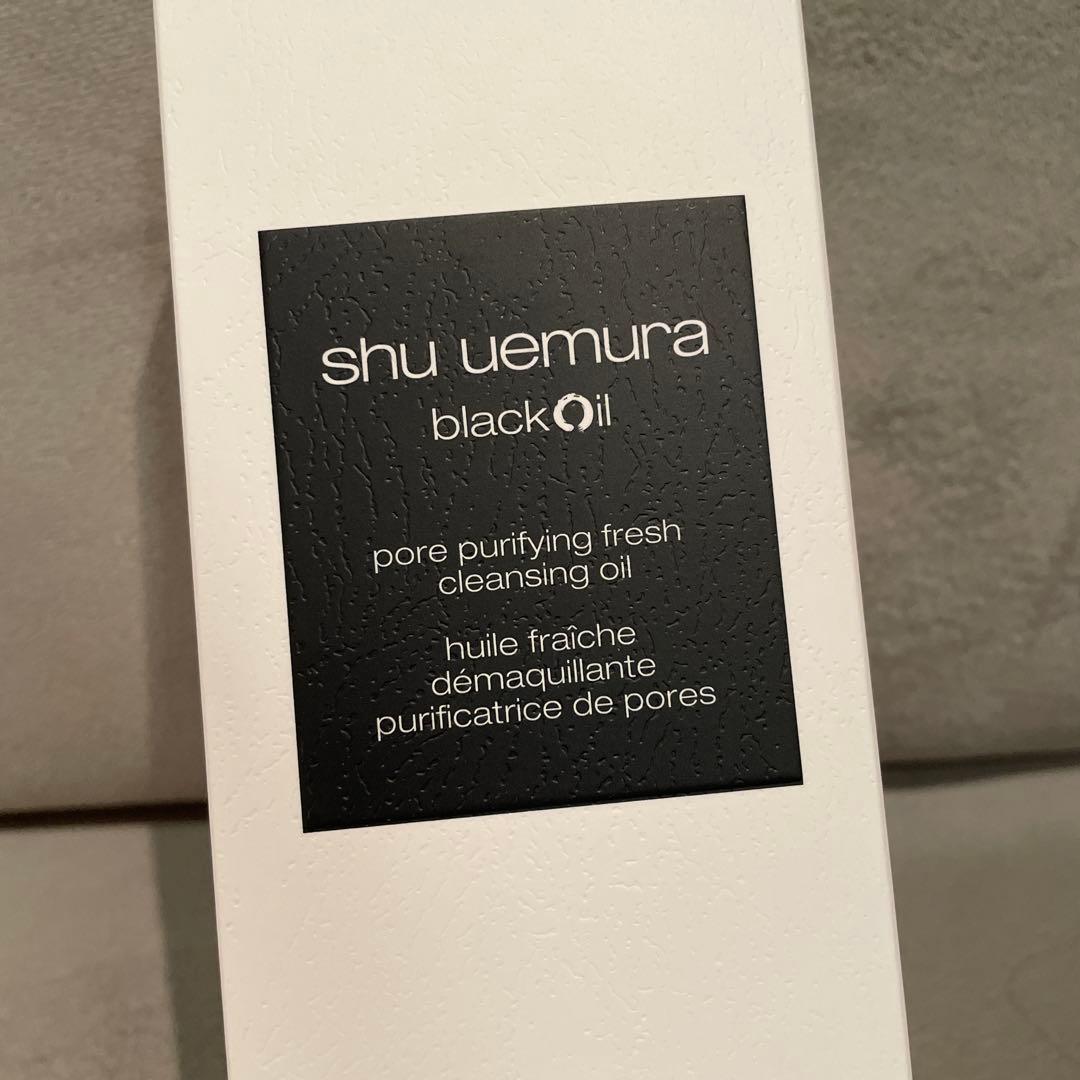 shu uemura
blackOil
pore purifying fresh
cleansing oil
huile fraîche
démaquillante
purificatrice de pores